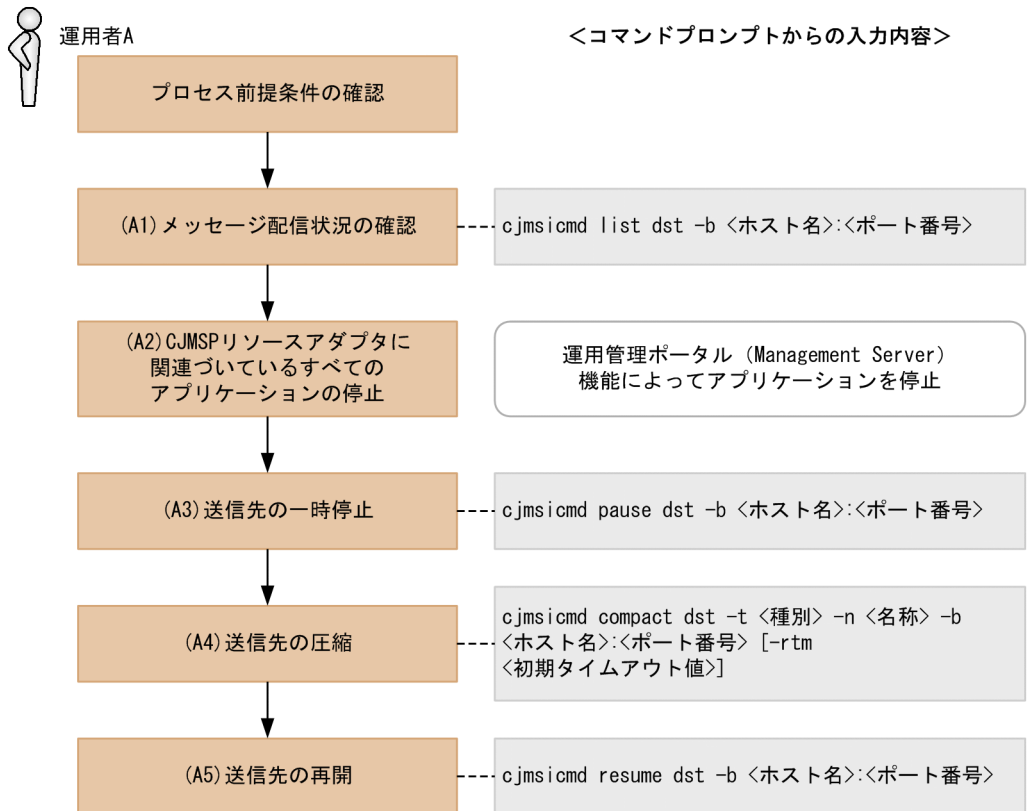 運用者A
＜コマンドプロンプトからの入力内容＞
プロセス前提条件の確認
(A1)メッセージ配信状況の確認
cjmsicmd list dst -b <ホスト名>:<ポート番号>
(A2)CJMSPリソースアダプタに
関連づいているすべての
アプリケーションの停止
運用管理ポータル（Management Server）
機能によってアプリケーションを停止
(A3)送信先の一時停止
cjmsicmd pause dst -b <ホスト名>:<ポート番号>
(A4)送信先の圧縮
cjmsicmd compact dst -t <種別> -n <名称> -b
<ホスト名>:<ポート番号> [-rtm
<初期タイムアウト値>]
(A5)送信先の再開
cjmsicmd resume dst -b <ホスト名>:<ポート番号>